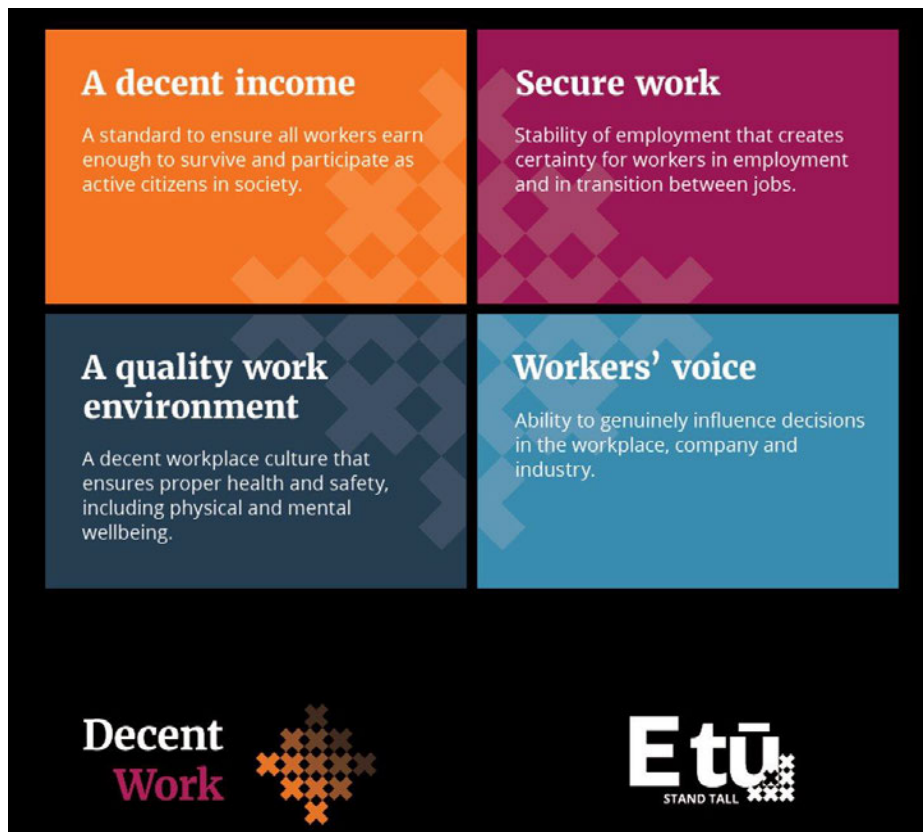 A decent income
A standard to ensure all workers earn
enough to survive and participate as
active citizens in society.
Secure work
Stability of employment that creates
certainty for workers in employment
and in transition between jobs.
A quality work
environment
A decent workplace culture that
ensures proper health and safety,
including physical and mental
wellbeing.
Workers’ voice
Ability to genuinely influence decisions
in the workplace, company and
industry.
Decent
Work
E tū
STAND TALL